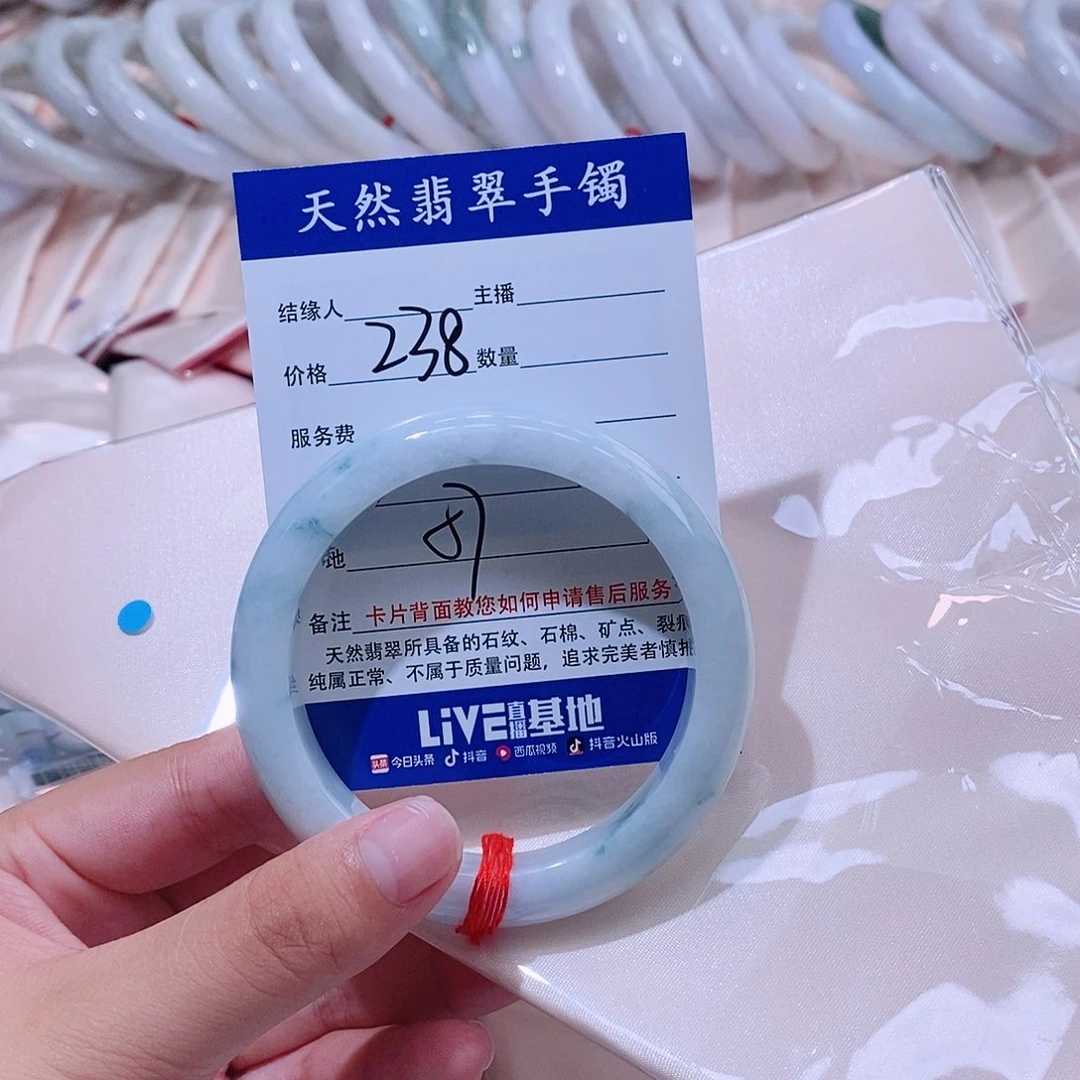 天然翡翠手镯
结缘人 主播
价格 238 数量
服务费
地
备注 卡片背面教您如何申请售后服务
天然翡翠所具备的石纹、石棉、矿点、裂
纯属正常、不属于质量问题，追求完美者慎
LiVE直播基地
头条 今日头条 抖音 西瓜视频 抖音火山版